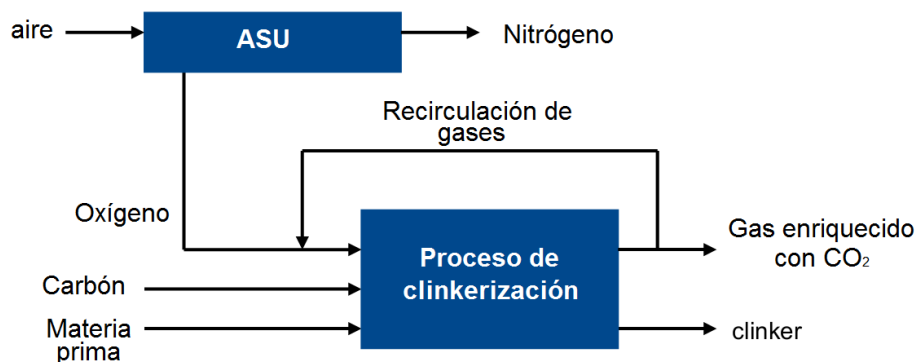 aire
ASU
Nitrógeno
Recirculación de
gases
Oxígeno
Proceso de
clinkerización
Gas enriquecido
con CO₂
Carbón
Materia
prima
clinker